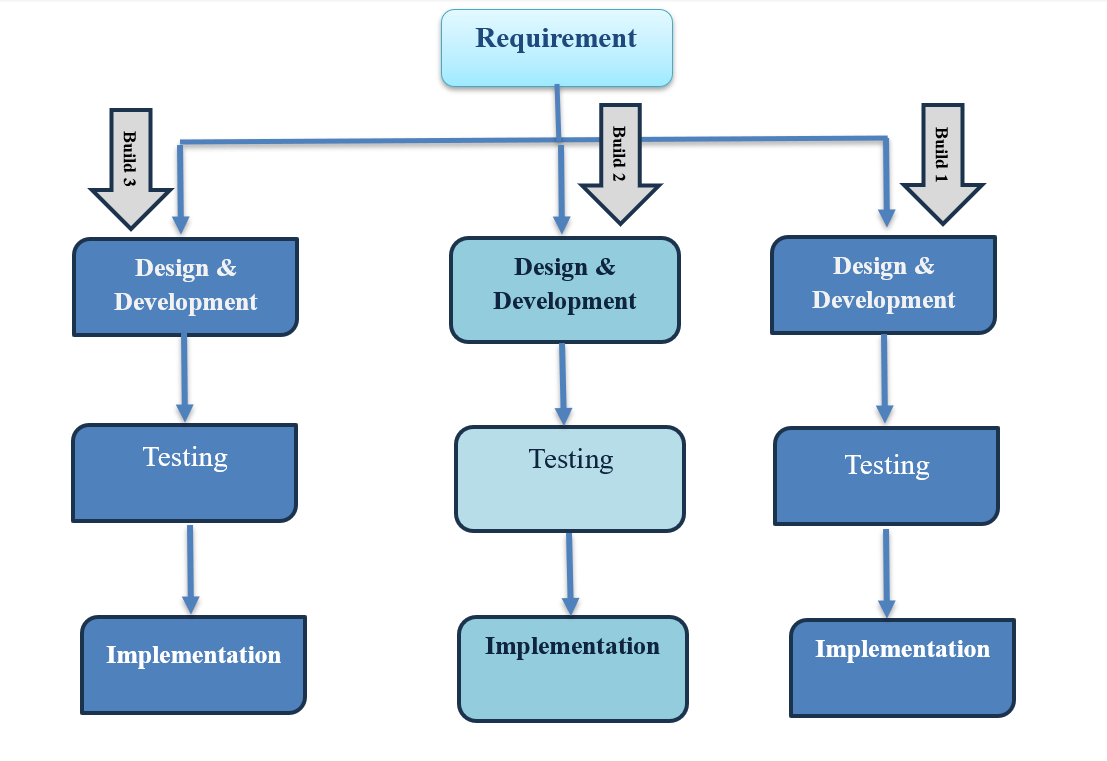 Requirement
Build 3
Build 2
Build 1
Design &
Development
Design &
Development
Design &
Development
Testing
Testing
Testing
Implementation
Implementation
Implementation